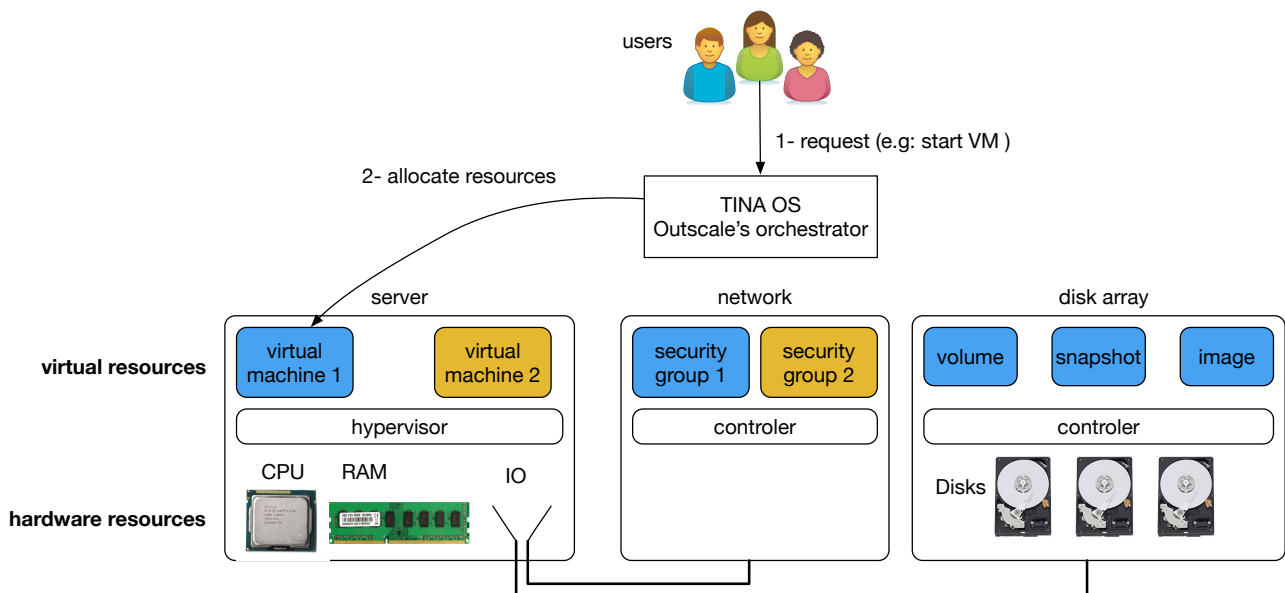 users
1- request (e.g: start VM )
2- allocate resources
TINA OS
Outscale's orchestrator
server
network
disk array
virtual resources
virtual
machine 1
virtual
machine 2
security
group 1
security
group 2
volume
snapshot
image
hypervisor
controler
controler
CPU
RAM
IO
Disks
hardware resources